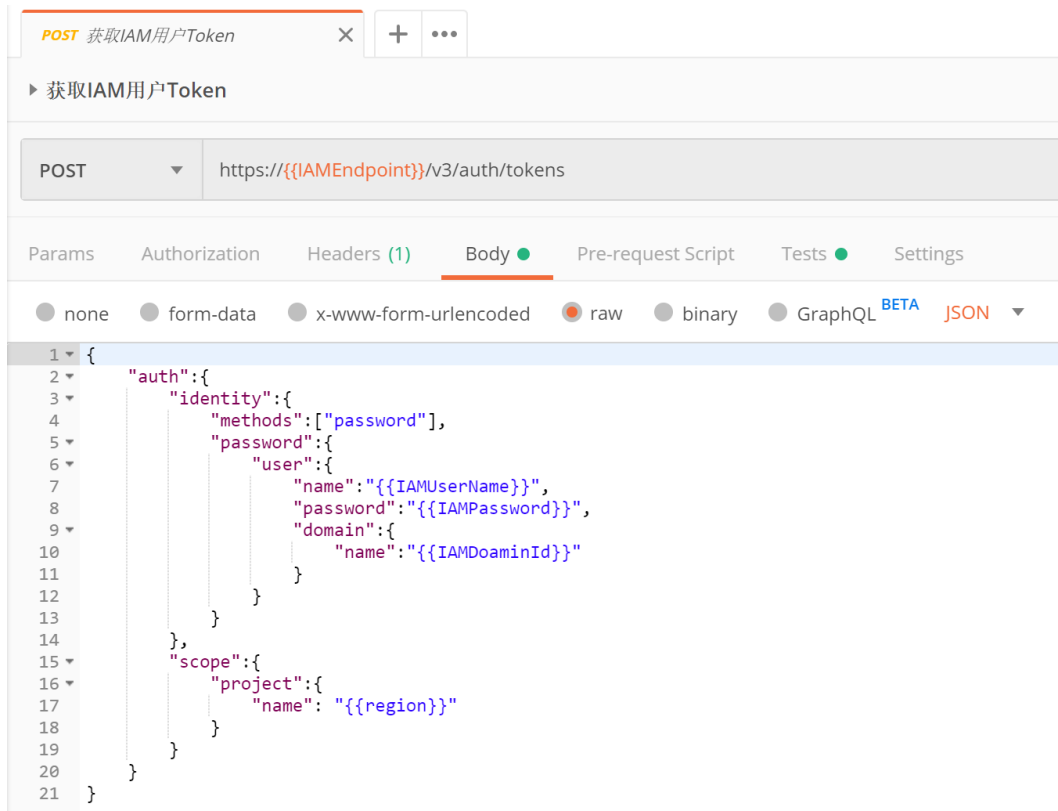 POST 获取IAM用户Token
获取IAM用户Token
POST https://{{IAMEndpoint}}/v3/auth/tokens
Params Authorization Headers (1) Body Pre-request Script Tests Settings
none form-data x-www-form-urlencoded raw binary GraphQL BETA JSON
1 {
2 "auth":{
3 "identity":{
4 "methods":["password"],
5 "password":{
6 "user":{
7 "name":"{{IAMUserName}}",
8 "password":"{{IAMPassword}}",
9 "domain":{
10 "name":"{{IAMDoaminId}}"
11 }
12 }
13 }
14 },
15 "scope":{
16 "project":{
17 "name": "{{region}}"
18 }
19 }
20 }
21 }